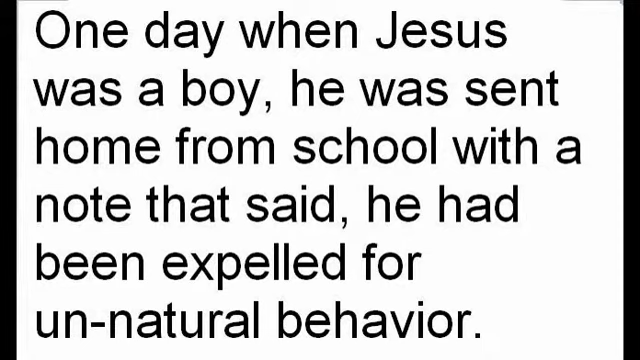 One day when Jesus
was a boy, he was sent
home from school with a
note that said, he had
been expelled for
un-natural behavior.